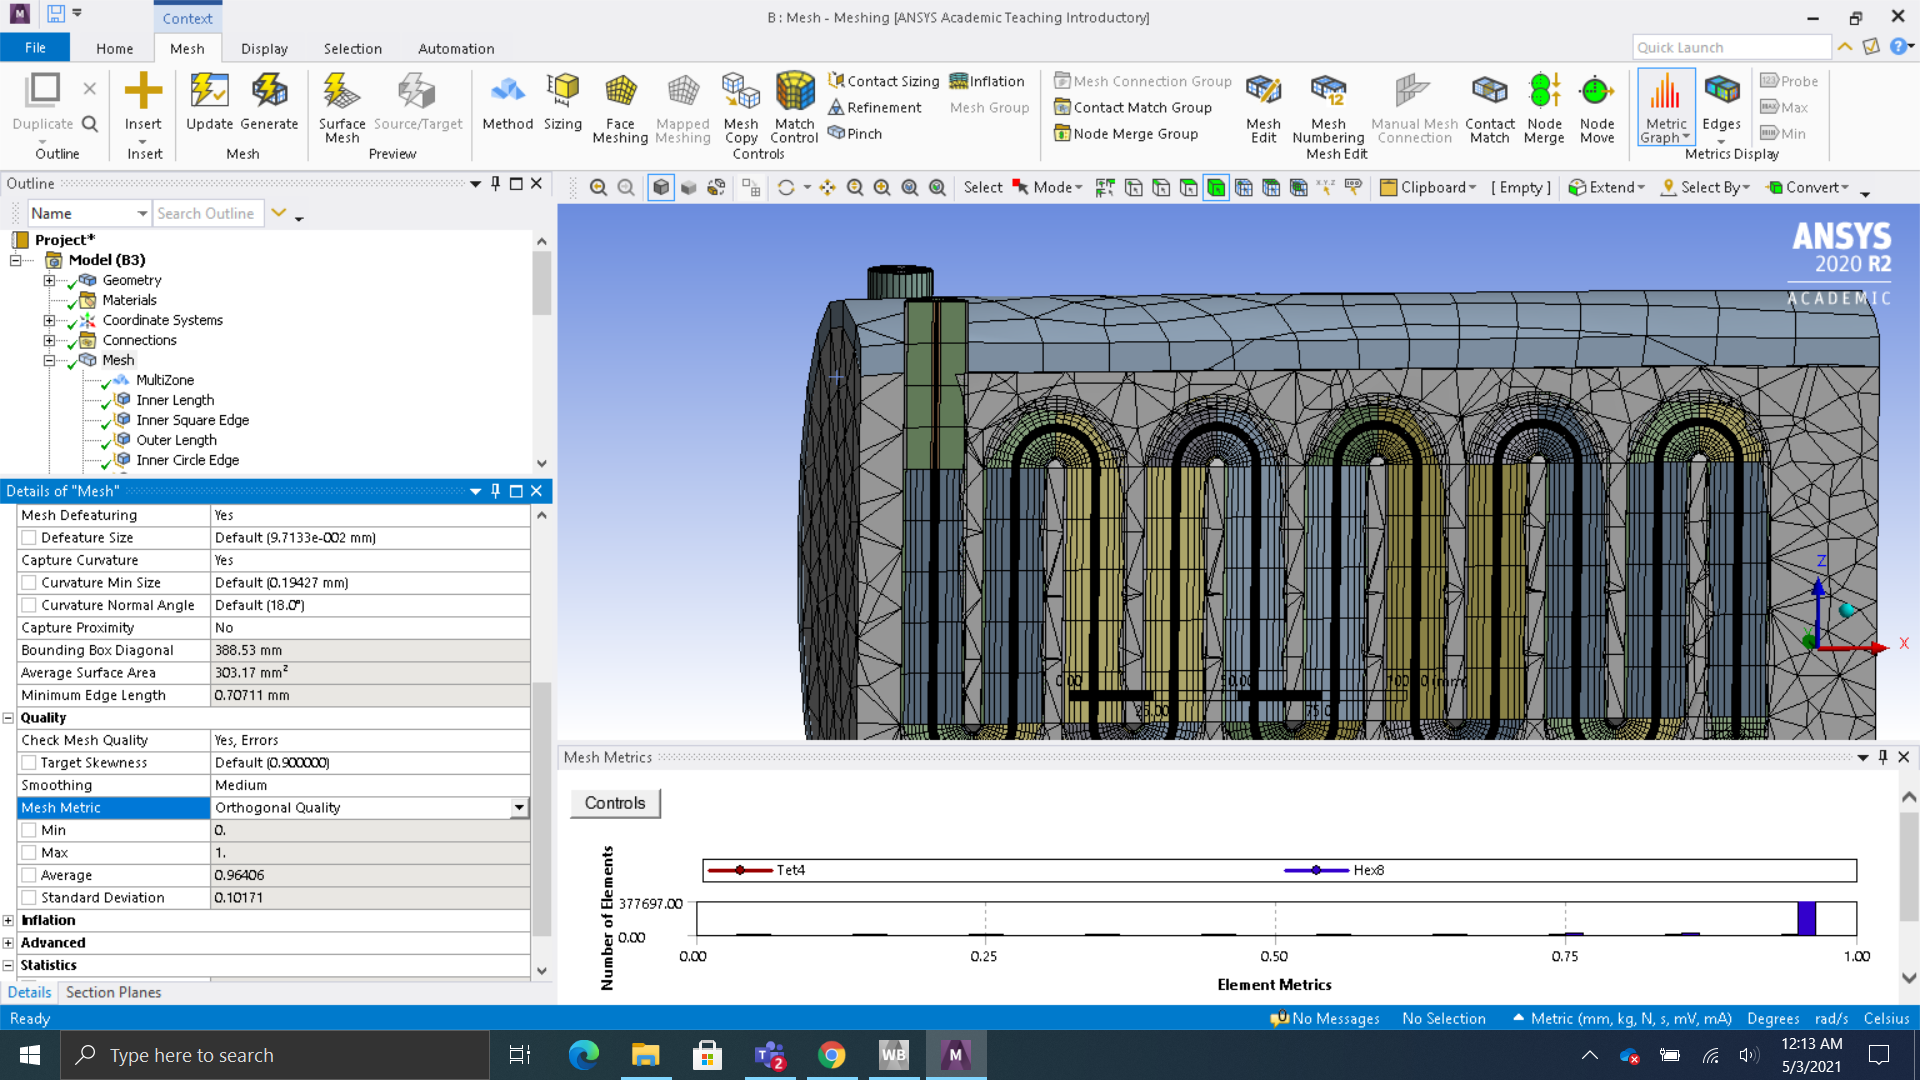 M
Context
B : Mesh - Meshing [ANSYS Academic Teaching Introductory]
File
Home
Mesh
Display
Selection
Automation
Quick Launch
Duplicate
Outline
Insert
Insert
Update
Generate
Mesh
Surface Mesh
Source/Target
Preview
Method
Sizing
Face Meshing
Mapped Meshing
Mesh Copy
Match Control
Contact Sizing
Refinement
Pinch
Inflation
Mesh Group
Controls
Mesh Connection Group
Contact Match Group
Node Merge Group
Mesh Edit
Mesh Numbering
Manual Mesh Connection
Contact Match
Node Merge
Node Move
Mesh Edit
Metric Graph
Edges
Probe
Max
Min
Metrics Display
Outline
Name
Search Outline
Select
Mode
Clipboard
[ Empty ]
Extend
Select By
Convert
Project*
Model (B3)
Geometry
Materials
Coordinate Systems
Connections
Mesh
MultiZone
Inner Length
Inner Square Edge
Outer Length
Inner Circle Edge
Details of "Mesh"
Mesh Defeaturing Yes
Defeature Size Default (9.7133e-002 mm)
Capture Curvature Yes
Curvature Min Size Default (0.19427 mm)
Curvature Normal Angle Default (18.0°)
Capture Proximity No
Bounding Box Diagonal 388.53 mm
Average Surface Area 303.17 mm²
Minimum Edge Length 0.70711 mm
Quality
Check Mesh Quality Yes, Errors
Target Skewness Default (0.900000)
Smoothing Medium
Mesh Metric Orthogonal Quality
Min 0.
Max 1.
Average 0.96406
Standard Deviation 0.10171
Inflation
Advanced
Statistics
Details
Section Planes
ANSYS
2020 R2
ACADEMIC
Z
X
0.00 50.00 100.00 (mm)
25.00 75.0
Mesh Metrics
Controls
Tet4
Hex8
Number of Elements
377697.00
0.00
0.00 0.25 0.50 0.75 1.00
Element Metrics
Ready
No Messages
No Selection
Metric (mm, kg, N, s, mV, mA)
Degrees
rad/s
Celsius
Type here to search
2
WB
M
12:13 AM
5/3/2021